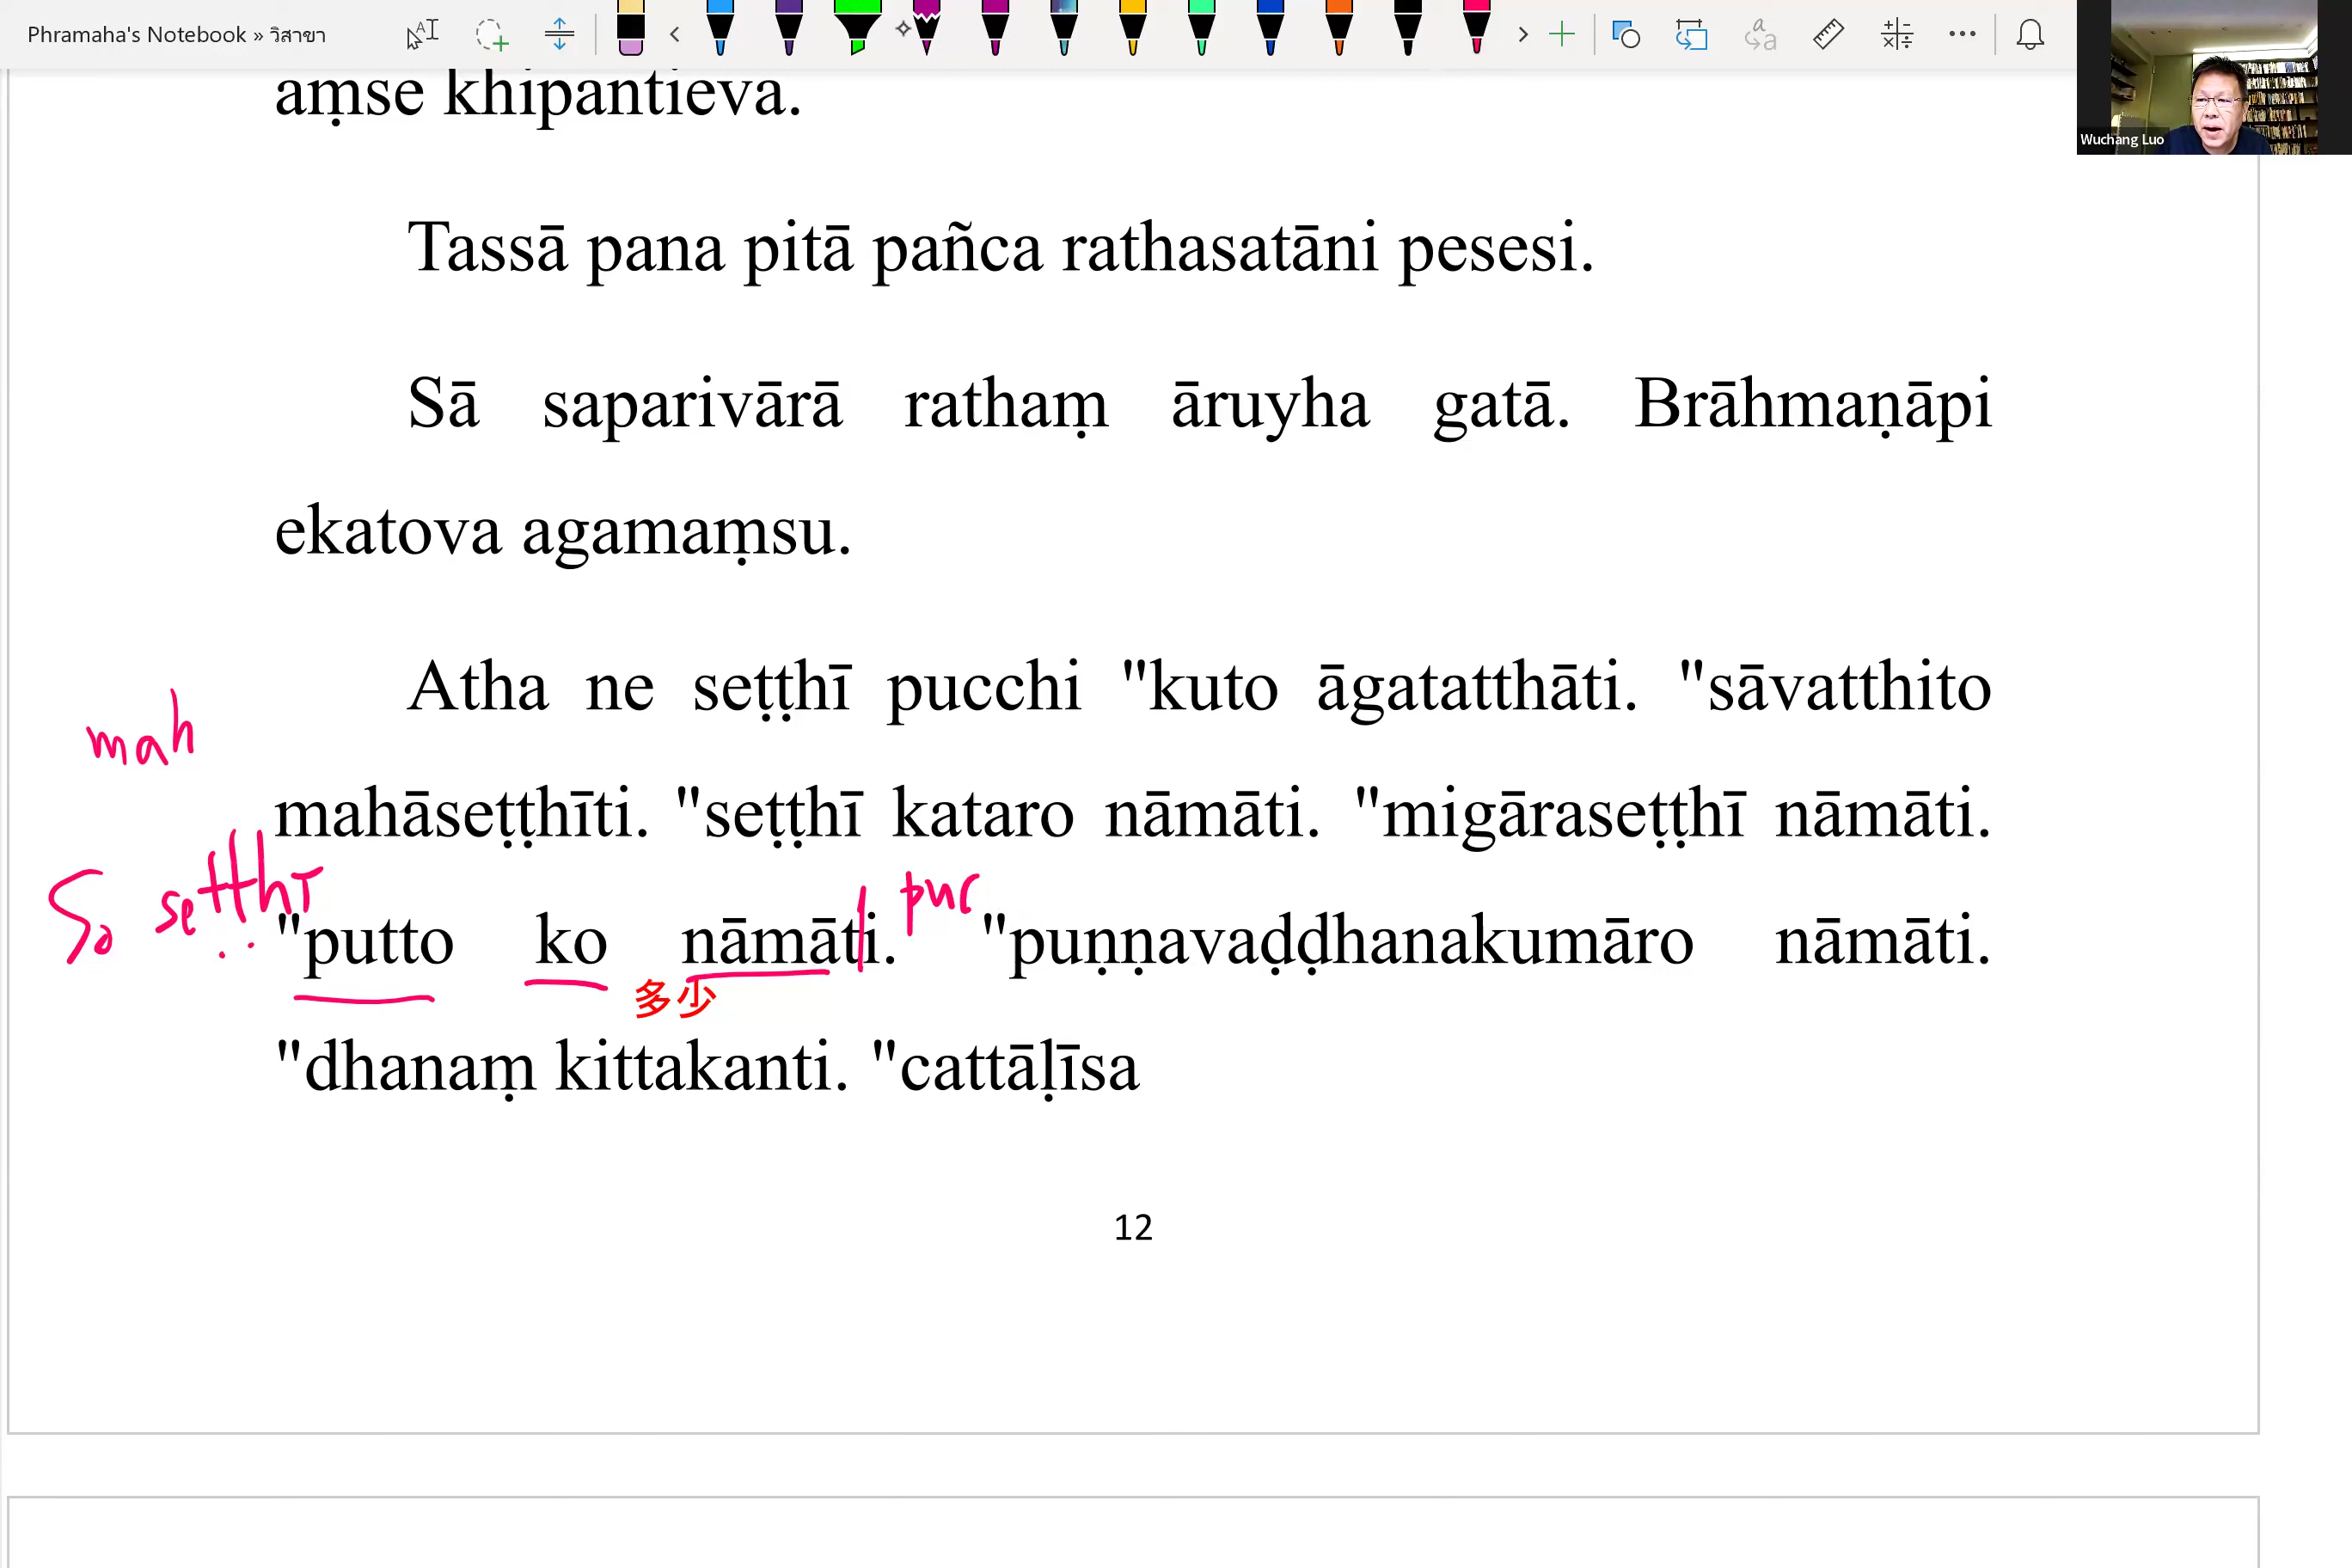 Phramaha's Notebook » วิสาขา
Wuchang Luo
aṃse khipantieva.
Tassā pana pitā pañca rathasatāni pesesi.
Sā saparivārā rathaṃ āruyha gatā. Brāhmaṇāpi
ekatova agamaṃsu.
Atha ne seṭṭhī pucchi "kuto āgatatthāti. "sāvatthito
mah
mahāseṭṭhīti. "seṭṭhī kataro nāmāti. "migāraseṭṭhī nāmāti.
So seṭṭhī
pur
"putto ko nāmāti. "puṇṇavaḍḍhanakumāro nāmāti.
多少
"dhanaṃ kittakanti. "cattāḷīsa
12